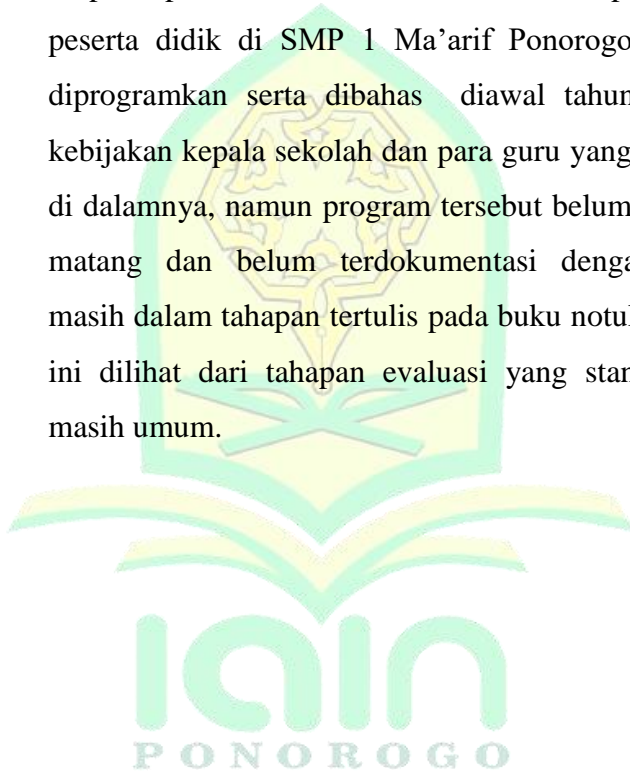 peserta didik di SMP 1 Ma’arif Ponorogo
diprogramkan serta dibahas diawal tahun
kebijakan kepala sekolah dan para guru yang
di dalamnya, namun program tersebut belum
matang dan belum terdokumentasi denga
masih dalam tahapan tertulis pada buku notul
ini dilihat dari tahapan evaluasi yang stan
masih umum.
iain
PONOROGO